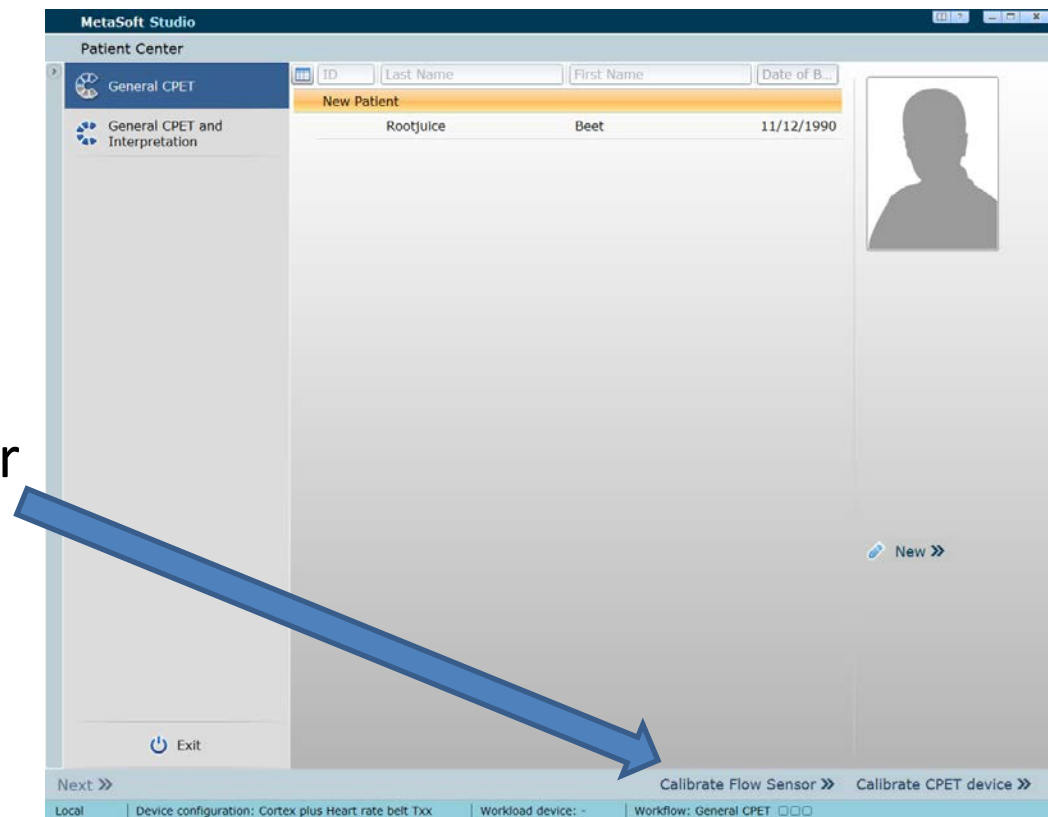 MetaSoft Studio
Patient Center
General CPET
General CPET and
Interpretation
ID Last Name First Name Date of B...
New Patient
Rootjuice Beet 11/12/1990
r
New »
Exit
Next » Calibrate Flow Sensor » Calibrate CPET device »
Local Device configuration: Cortex plus Heart rate belt Txx Workload device: - Workflow: General CPET